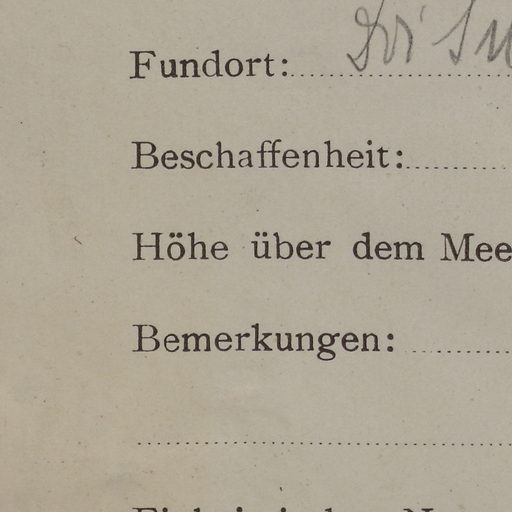 Fundort:
Beschaffenheit:
Höhe über dem Mee
Bemerkungen: